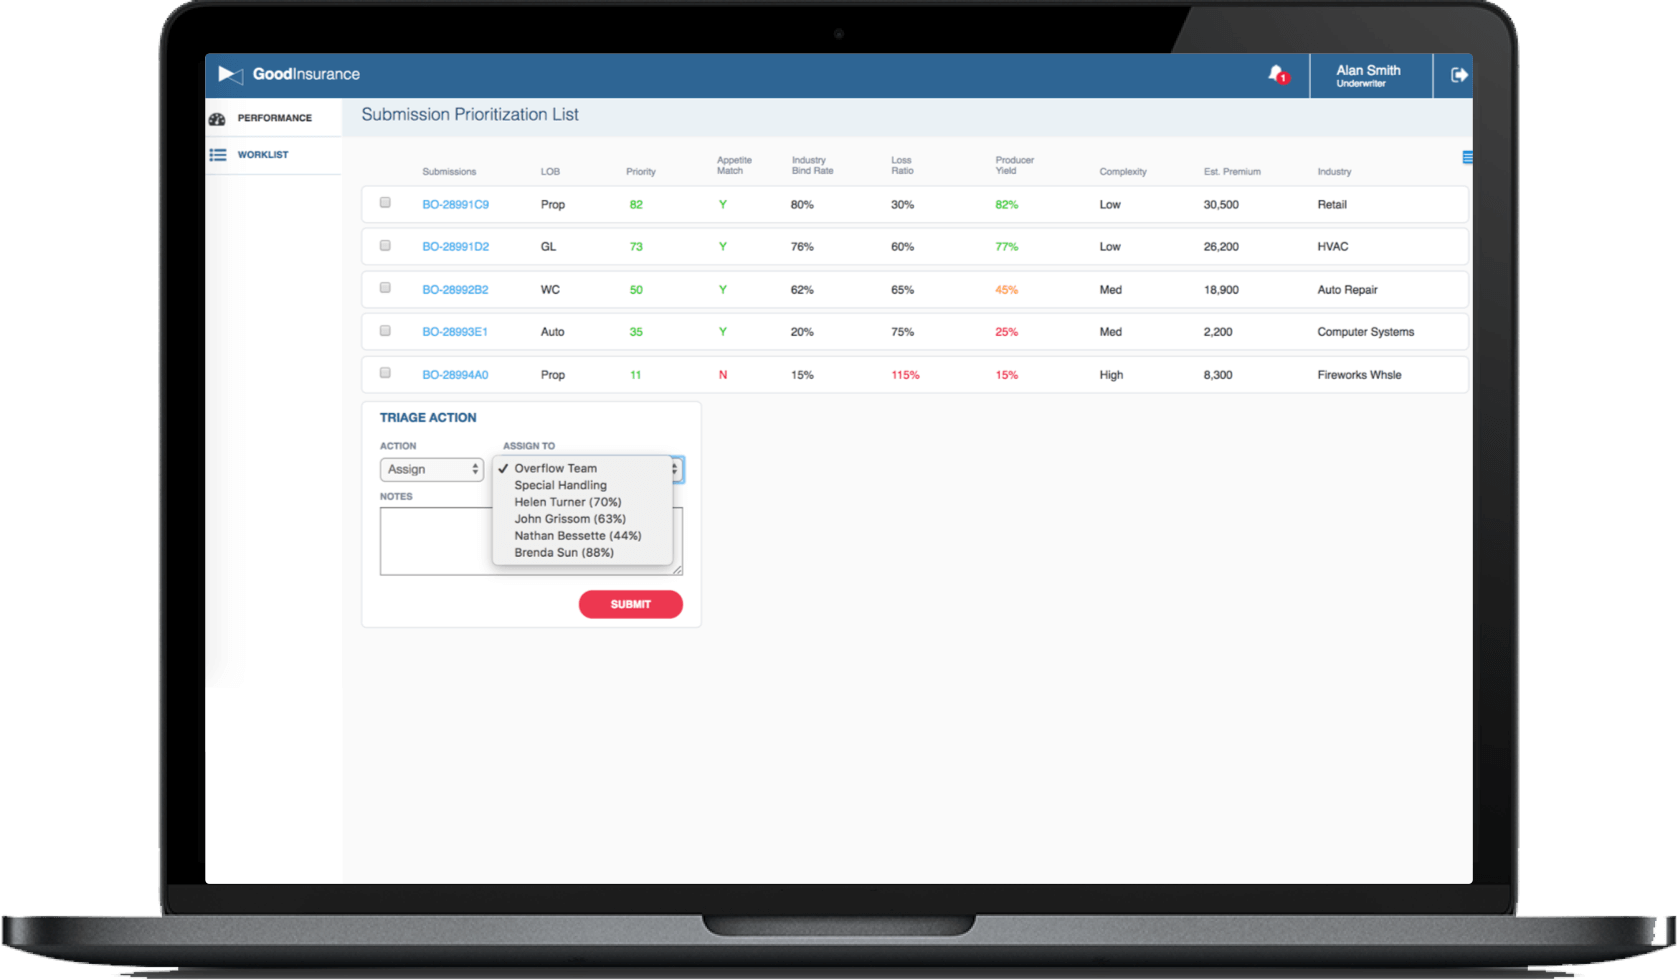 GoodInsurance
1
Alan Smith
Underwriter
PERFORMANCE
WORKLIST
Submission Prioritization List
Submissions LOB Priority Appetite Match Industry Bind Rate Loss Ratio Producer Yield Complexity Est. Premium Industry
BO-28991C9 Prop 82 Y 80% 30% 82% Low 30,500 Retail
BO-28991D2 GL 73 Y 76% 60% 77% Low 26,200 HVAC
BO-28992B2 WC 50 Y 62% 65% 45% Med 18,900 Auto Repair
BO-28993E1 Auto 35 Y 20% 75% 25% Med 2,200 Computer Systems
BO-28994A0 Prop 11 N 15% 115% 15% High 8,300 Fireworks Whsle
TRIAGE ACTION
ACTION ASSIGN TO
Assign
✓ Overflow Team
Special Handling
Helen Turner (70%)
John Grissom (63%)
Nathan Bessette (44%)
Brenda Sun (88%)
NOTES
SUBMIT